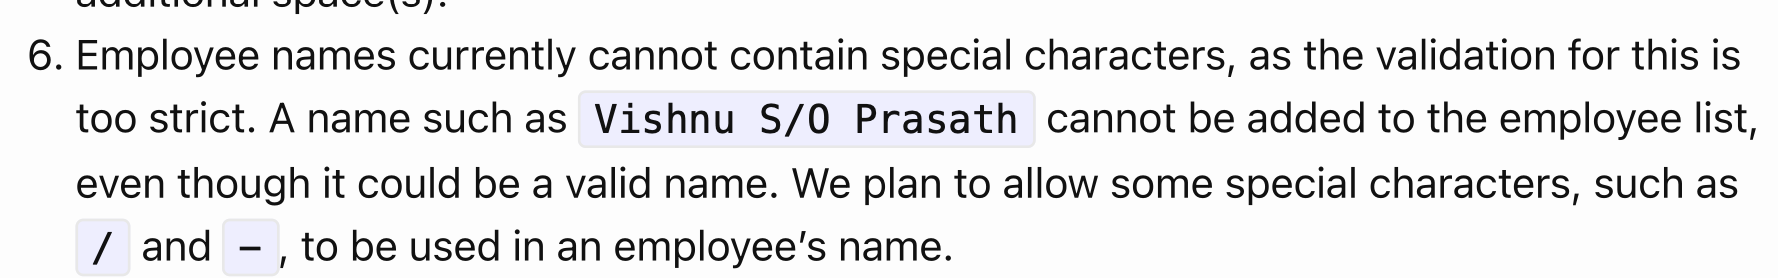 additional space(s).
6. Employee names currently cannot contain special characters, as the validation for this is
too strict. A name such as Vishnu S/O Prasath cannot be added to the employee list,
even though it could be a valid name. We plan to allow some special characters, such as
/ and -, to be used in an employee’s name.